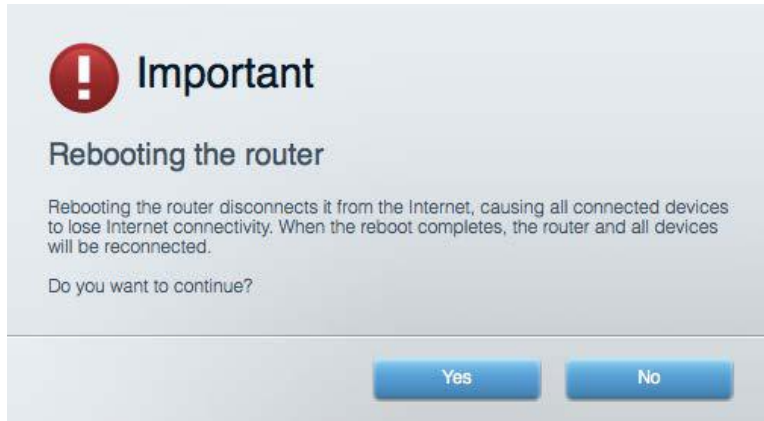 Important
Rebooting the router
Rebooting the router disconnects it from the Internet, causing all connected devices
to lose Internet connectivity. When the reboot completes, the router and all devices
will be reconnected.
Do you want to continue?
Yes No